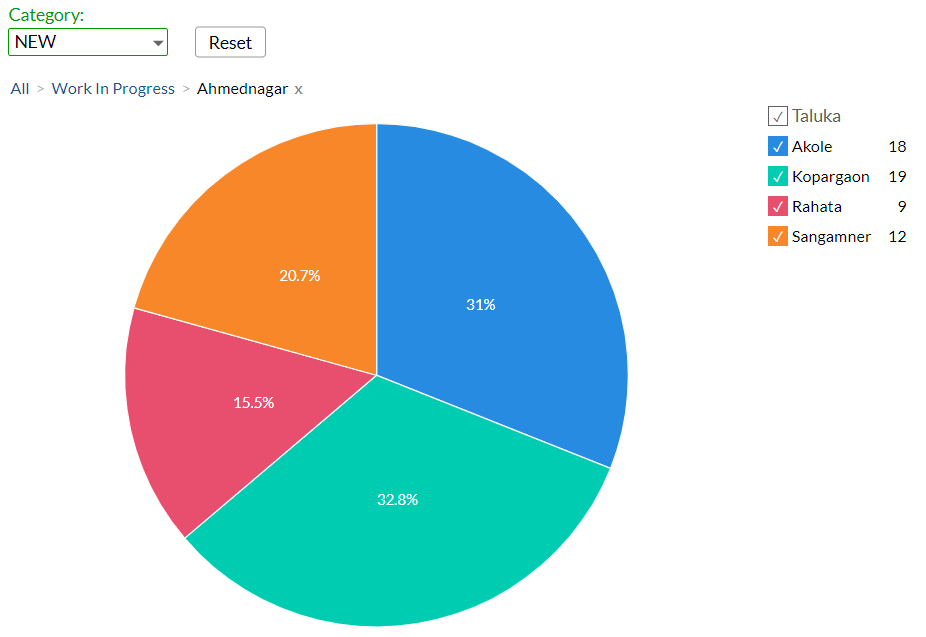 Category:
NEW
Reset
All > Work In Progress > Ahmednagar x
Taluka
Akole 18
Kopargaon 19
Rahata 9
Sangamner 12
20.7%
31%
15.5%
32.8%